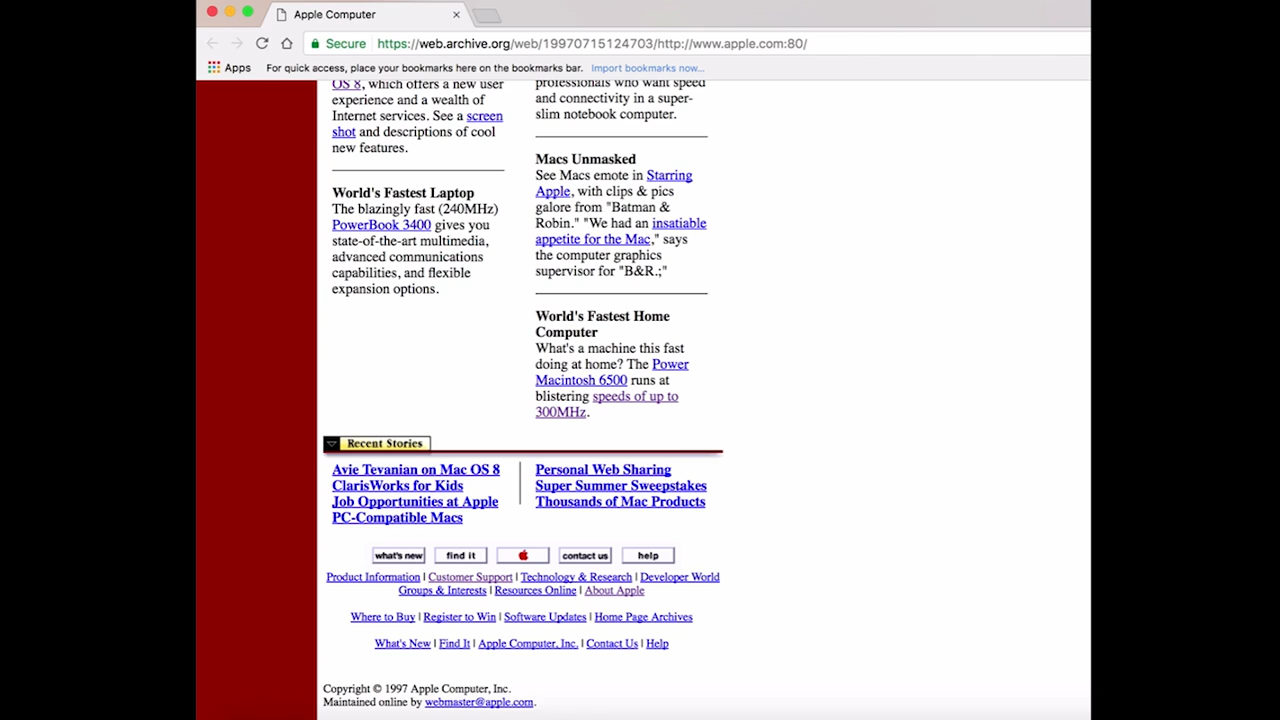 Apple Computer
Secure https://web.archive.org/web/19970715124703/http://www.apple.com:80/
Apps For quick access, place your bookmarks here on the bookmarks bar. Import bookmarks now...
OS 8, which offers a new user
experience and a wealth of
Internet services. See a screen
shot and descriptions of cool
new features.
World's Fastest Laptop
The blazingly fast (240MHz)
PowerBook 3400 gives you
state-of-the-art multimedia,
advanced communications
capabilities, and flexible
expansion options.
professionals who want speed
and connectivity in a super-
slim notebook computer.
Macs Unmasked
See Macs emote in Starring
Apple, with clips & pics
galore from "Batman &
Robin." "We had an insatiable
appetite for the Mac," says
the computer graphics
supervisor for "B&R.;"
World's Fastest Home
Computer
What's a machine this fast
doing at home? The Power
Macintosh 6500 runs at
blistering speeds of up to
300MHz.
Recent Stories
Avie Tevanian on Mac OS 8
ClarisWorks for Kids
Job Opportunities at Apple
PC-Compatible Macs
Personal Web Sharing
Super Summer Sweepstakes
Thousands of Mac Products
what's new find it contact us help
Product Information | Customer Support | Technology & Research | Developer World
Groups & Interests | Resources Online | About Apple
Where to Buy | Register to Win | Software Updates | Home Page Archives
What's New | Find It | Apple Computer, Inc. | Contact Us | Help
Copyright © 1997 Apple Computer, Inc.
Maintained online by webmaster@apple.com.